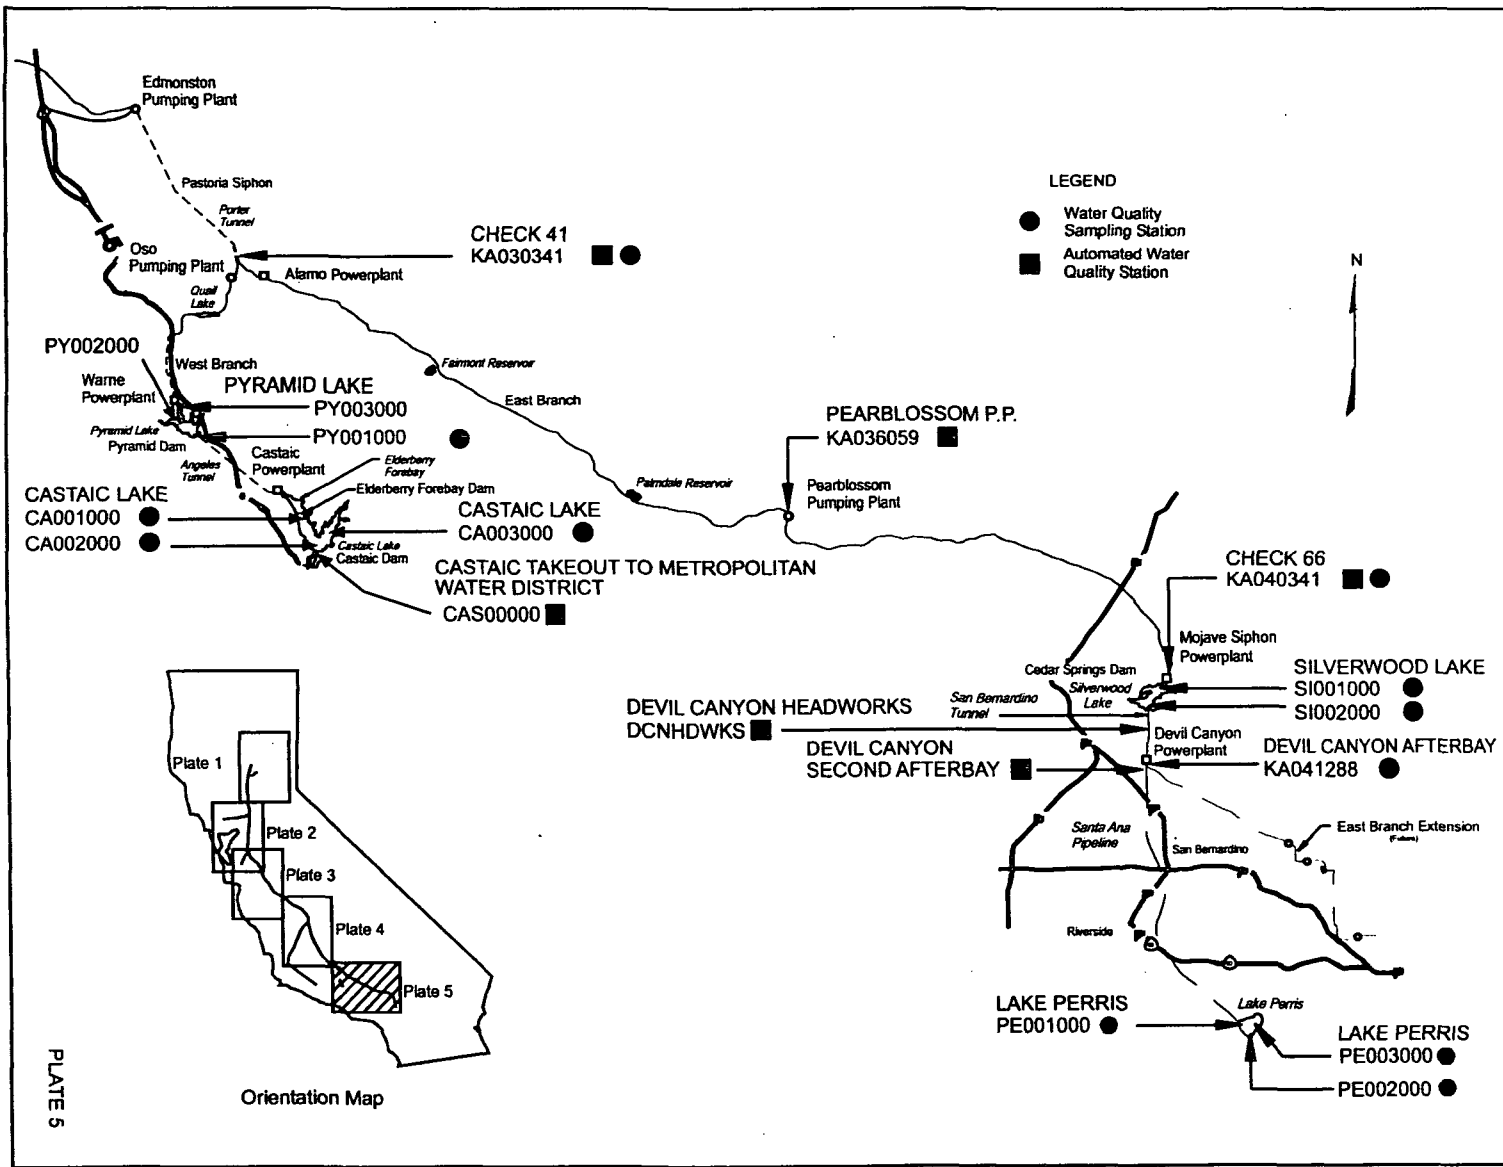 Edmonston
Pumping Plant
Pastoria Siphon
Porter
Tunnel
LEGEND
Water Quality
Sampling Station
Automated Water
Quality Station
N
CHECK 41
KA030341
Oso
Pumping Plant
Alamo Powerplant
Quail
Lake
PY002000
West Branch
Fairmont Reservoir
Warne
Powerplant
PYRAMID LAKE
PY003000
East Branch
PY001000
Pyramid Lake
Pyramid Dam
Angeles
Tunnel
Castaic
Powerplant
Elderberry
Forebay
Elderberry Forebay Dam
PEARBLOSSOM P.P.
KA036059
Palmdale Reservoir
Pearblossom
Pumping Plant
CASTAIC LAKE
CA001000
CA002000
CASTAIC LAKE
CA003000
Castaic Lake
Castaic Dam
CASTAIC TAKEOUT TO METROPOLITAN
WATER DISTRICT
CAS00000
CHECK 66
KA040341
Mojave Siphon
Powerplant
Cedar Springs Dam
Silverwood
Lake
SILVERWOOD LAKE
SI001000
SI002000
San Bernardino
Tunnel
DEVIL CANYON HEADWORKS
DCNHDWKS
Devil Canyon
Powerplant
DEVIL CANYON
SECOND AFTERBAY
DEVIL CANYON AFTERBAY
KA041288
Santa Ana
Pipeline
San Bernardino
East Branch Extension
(Future)
Riverside
LAKE PERRIS
PE001000
Lake Perris
LAKE PERRIS
PE003000
PE002000
Plate 1
Plate 2
Plate 3
Plate 4
Plate 5
Orientation Map
PLATE 5